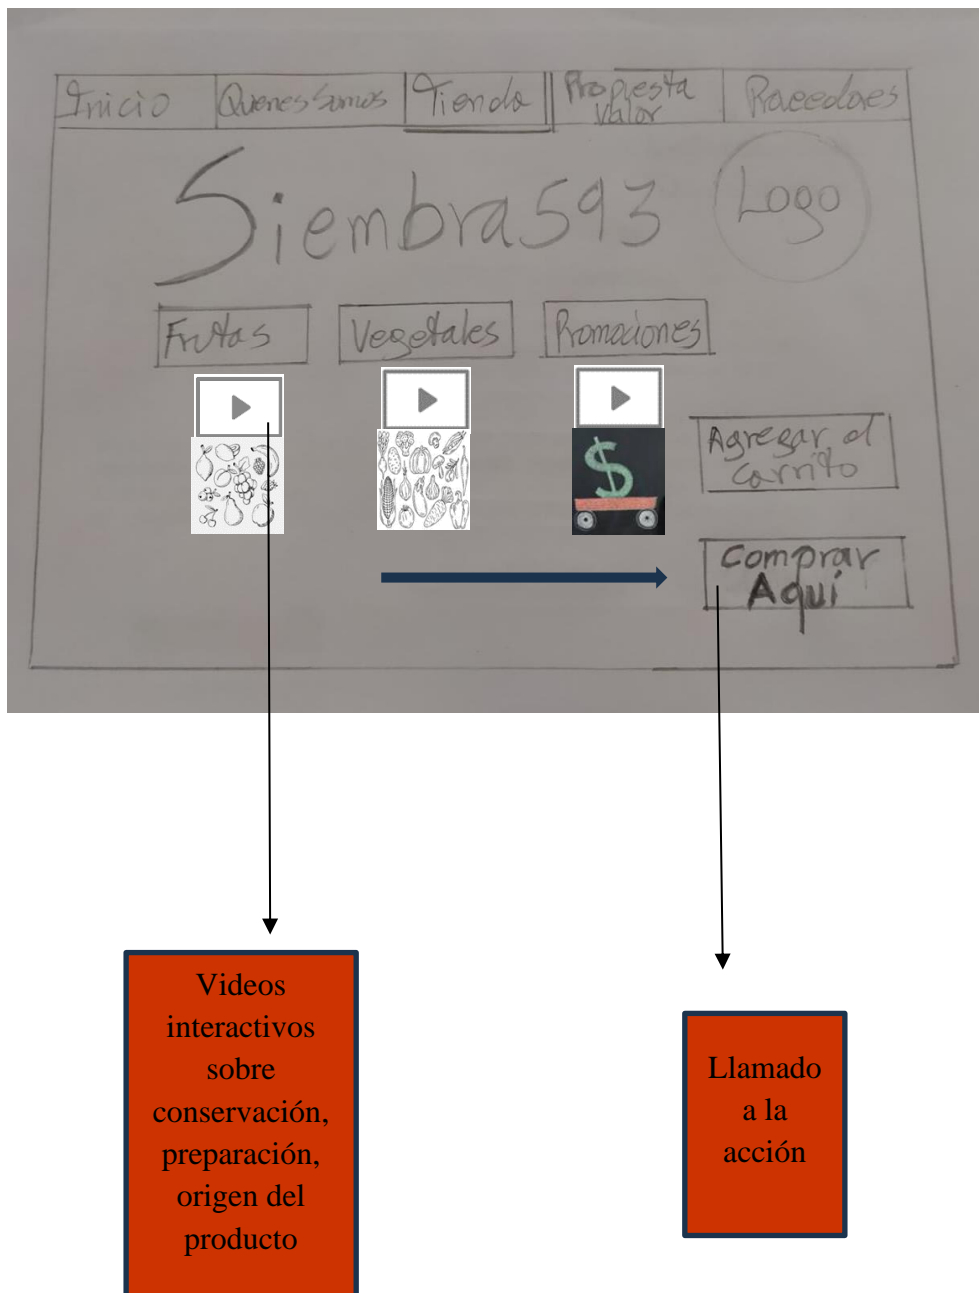 Inicio
Quenes Somos
Tienda
Propuesta
Valor
Proveedores
Siembra593
Logo
Frutas
Vegetales
Promociones
Agregar al
carrito
Comprar
Aquí
$
Videos
interactivos
sobre
conservación,
preparación,
origen del
producto
Llamado
a la
acción